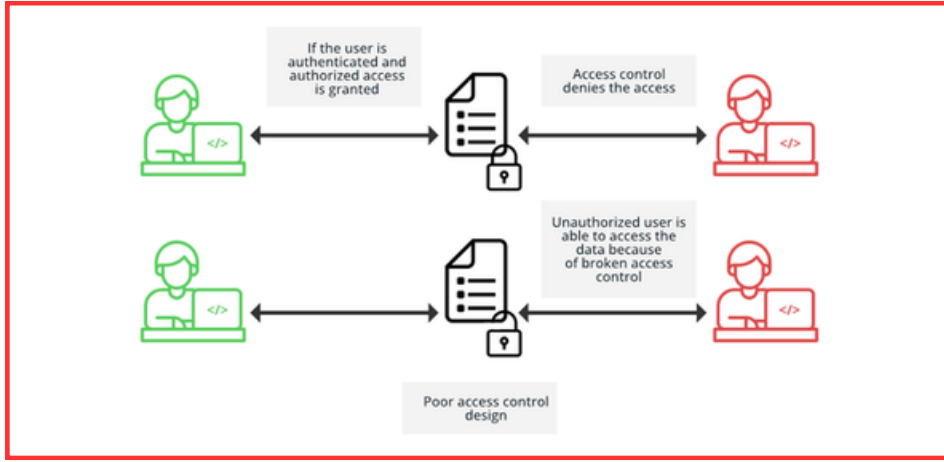 If the user is
authenticated and
authorized access
is granted
Access control
denies the access
</>
</>
Unauthorized user is
able to access the
data because
of broken access
control
</>
</>
Poor access control
design